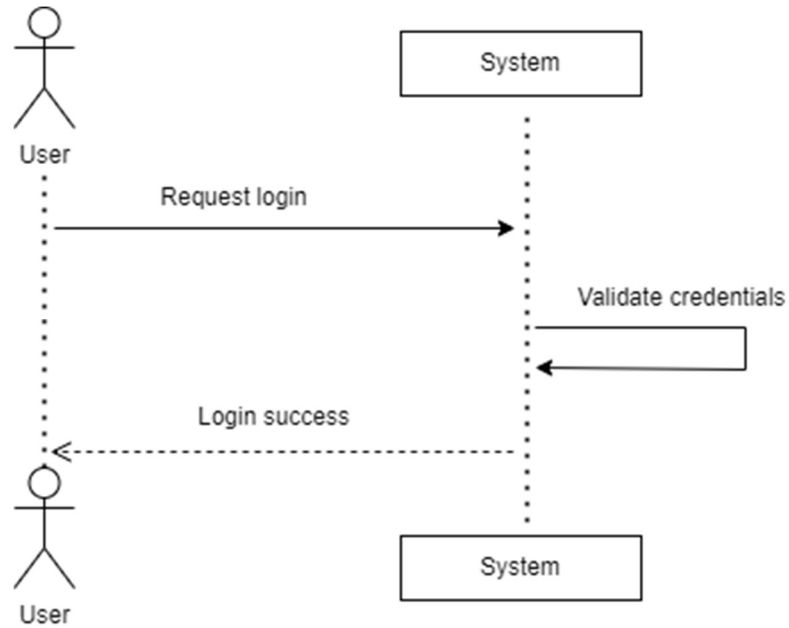 System
User
Request login
Validate credentials
Login success
System
User